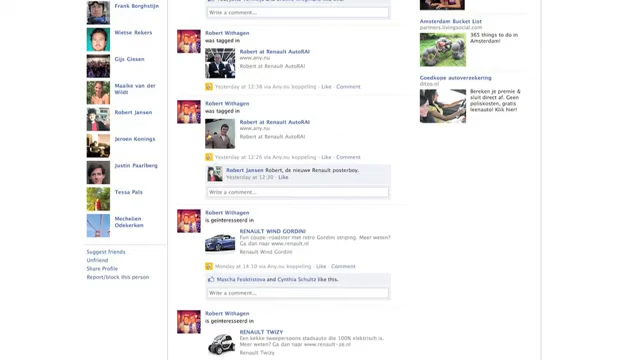 Frank Borghstijn
Wietse Rekers
Gijs Giesen
Maaike van der
Wildt
Robert Jansen
Jeroen Konings
Justin Paarlberg
Tessa Pals
Mechelien
Odekerken
Suggest friends
Unfriend
Share Profile
Report/block this person
Write a comment...
Robert Withagen
was tagged in
Robert at Renault AutoRAI
www.any.nu
Robert at Renault AutoRAI
Yesterday at 12:38 via Any.nu koppeling · Like · Comment
Robert Withagen
was tagged in
Robert at Renault AutoRAI
www.any.nu
Robert at Renault AutoRAI
Yesterday at 12:26 via Any.nu koppeling · Like · Comment
Robert Jansen Robert, de nieuwe Renault posterboy.
Yesterday at 12:30 · Like
Write a comment...
Robert Withagen
is geïnteresseerd in
RENAULT WIND GORDINI
Een coupe-roadster met retro Gordini striping. Meer weten?
Ga dan naar www.renault.nl
Renault Wind Gordini
Monday at 14:10 via Any.nu koppeling · Like · Comment
Mascha Feoktistova and Cynthia Schultz like this.
Write a comment...
Robert Withagen
is geïnteresseerd in
RENAULT TWIZY
Een kekke tweepersoons stadsauto die 100% elektrisch is.
Meer weten? Ga dan naar www.renault-ze.nl
Renault Twizy
Amsterdam Bucket List
partners.livingsocial.com
365 things to do in
Amsterdam!
Goedkope autoverzekering
ditzo.nl
Bereken je premie &
sluit direct af. Geen
poliskosten, gratis
leenauto! Klik hier!